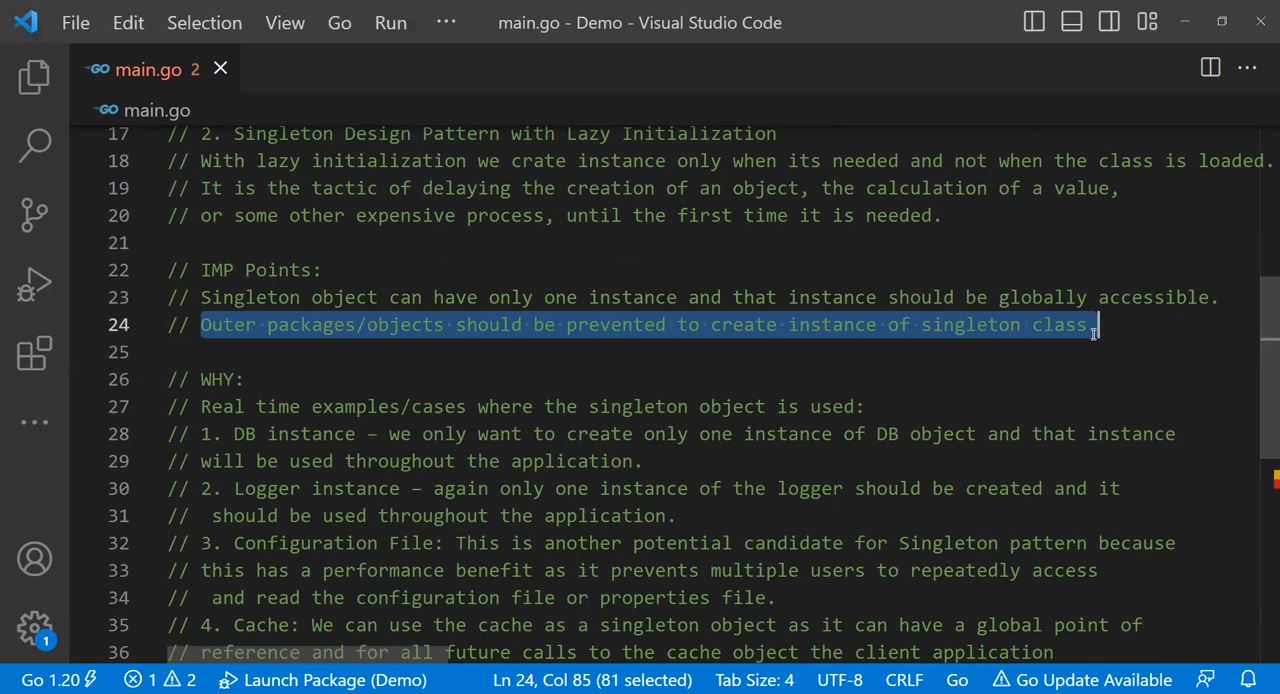 File Edit Selection View Go Run ··· main.go - Demo - Visual Studio Code
GO main.go 2
GO main.go
17 // 2. Singleton Design Pattern with Lazy Initialization
18 // With lazy initialization we crate instance only when its needed and not when the class is loaded.
19 // It is the tactic of delaying the creation of an object, the calculation of a value,
20 // or some other expensive process, until the first time it is needed.
21
22 // IMP Points:
23 // Singleton object can have only one instance and that instance should be globally accessible.
24 // Outer packages/objects should be prevented to create instance of singleton class.
25
26 // WHY:
27 // Real time examples/cases where the singleton object is used:
28 // 1. DB instance – we only want to create only one instance of DB object and that instance
29 // will be used throughout the application.
30 // 2. Logger instance – again only one instance of the logger should be created and it
31 //  should be used throughout the application.
32 // 3. Configuration File: This is another potential candidate for Singleton pattern because
33 // this has a performance benefit as it prevents multiple users to repeatedly access
34 //  and read the configuration file or properties file.
35 // 4. Cache: We can use the cache as a singleton object as it can have a global point of
36 // reference and for all future calls to the cache object the client application
1
Go 1.20 1 2 Launch Package (Demo) Ln 24, Col 85 (81 selected) Tab Size: 4 UTF-8 CRLF Go Go Update Available